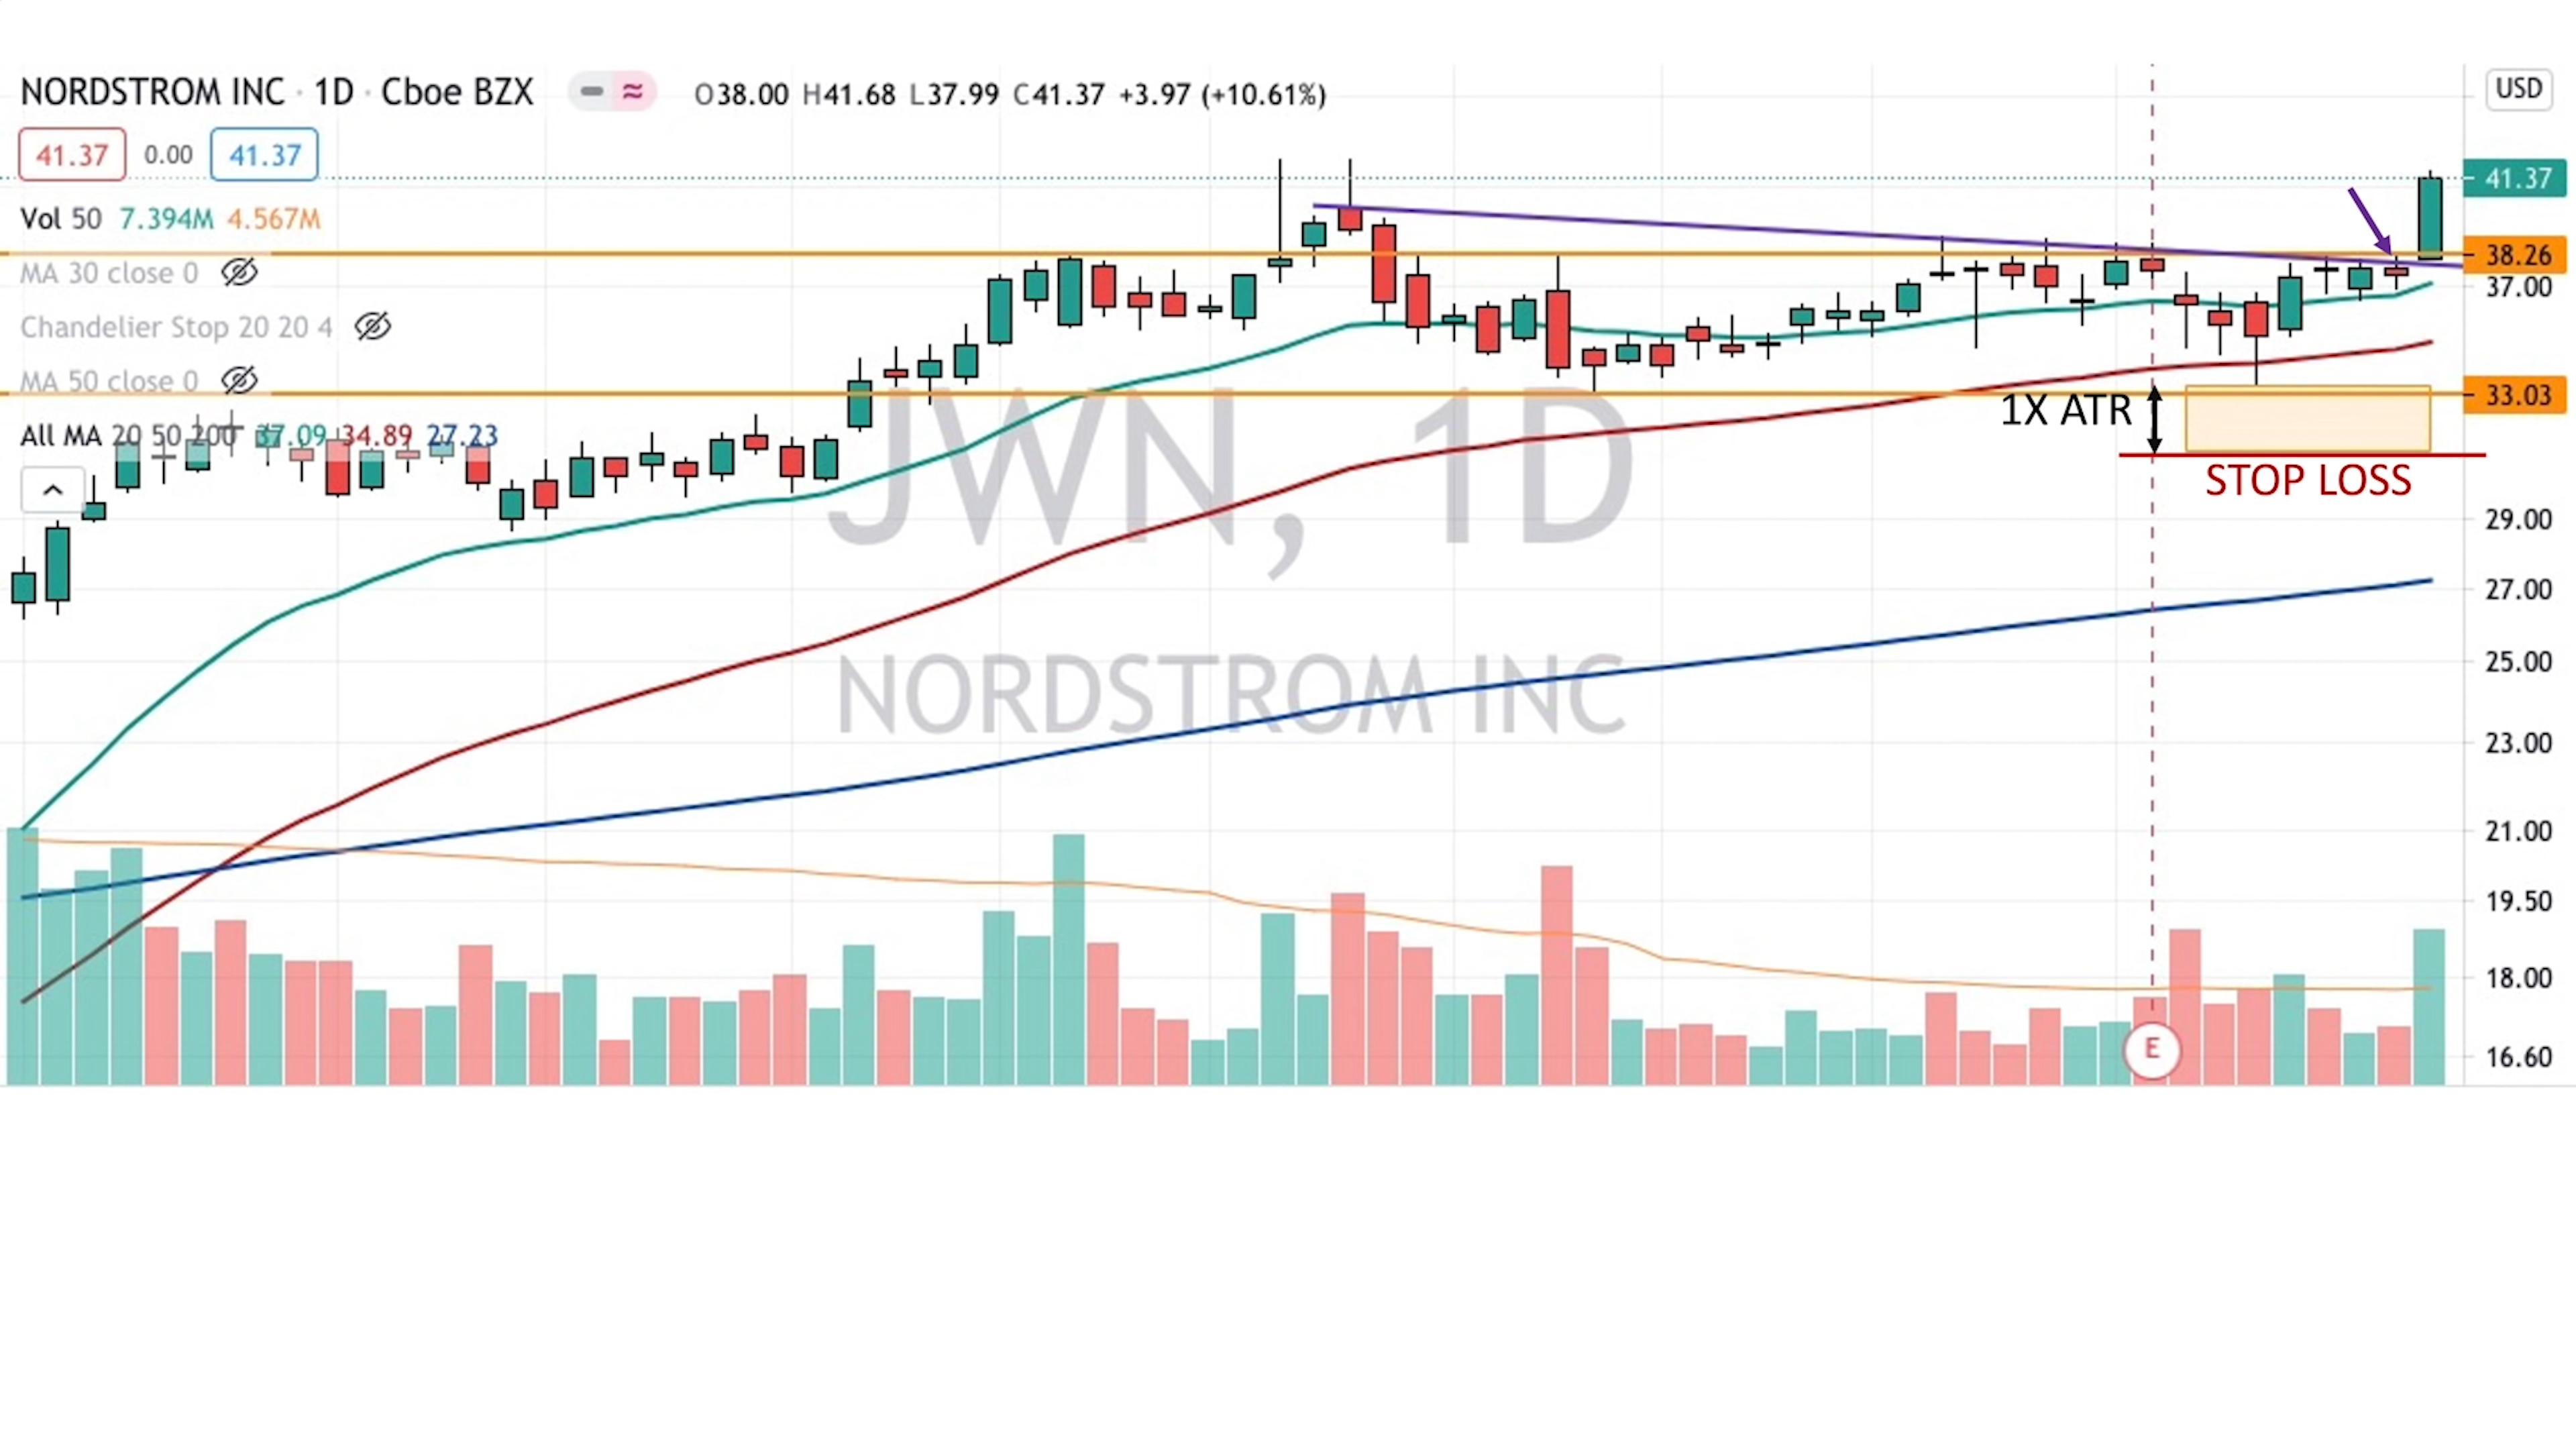 NORDSTROM INC · 1D · Cboe BZX O38.00 H41.68 L37.99 C41.37 +3.97 (+10.61%)
USD
41.37 0.00 41.37
41.37
Vol 50 7.394M 4.567M
38.26
MA 30 close 0
37.00
Chandelier Stop 20 20 4
MA 50 close 0
33.03
1X ATR
All MA 20 50 200 37.09 34.89 27.23
STOP LOSS
JWN, 1D
29.00
27.00
25.00
NORDSTROM INC
23.00
21.00
19.50
18.00
E
16.60